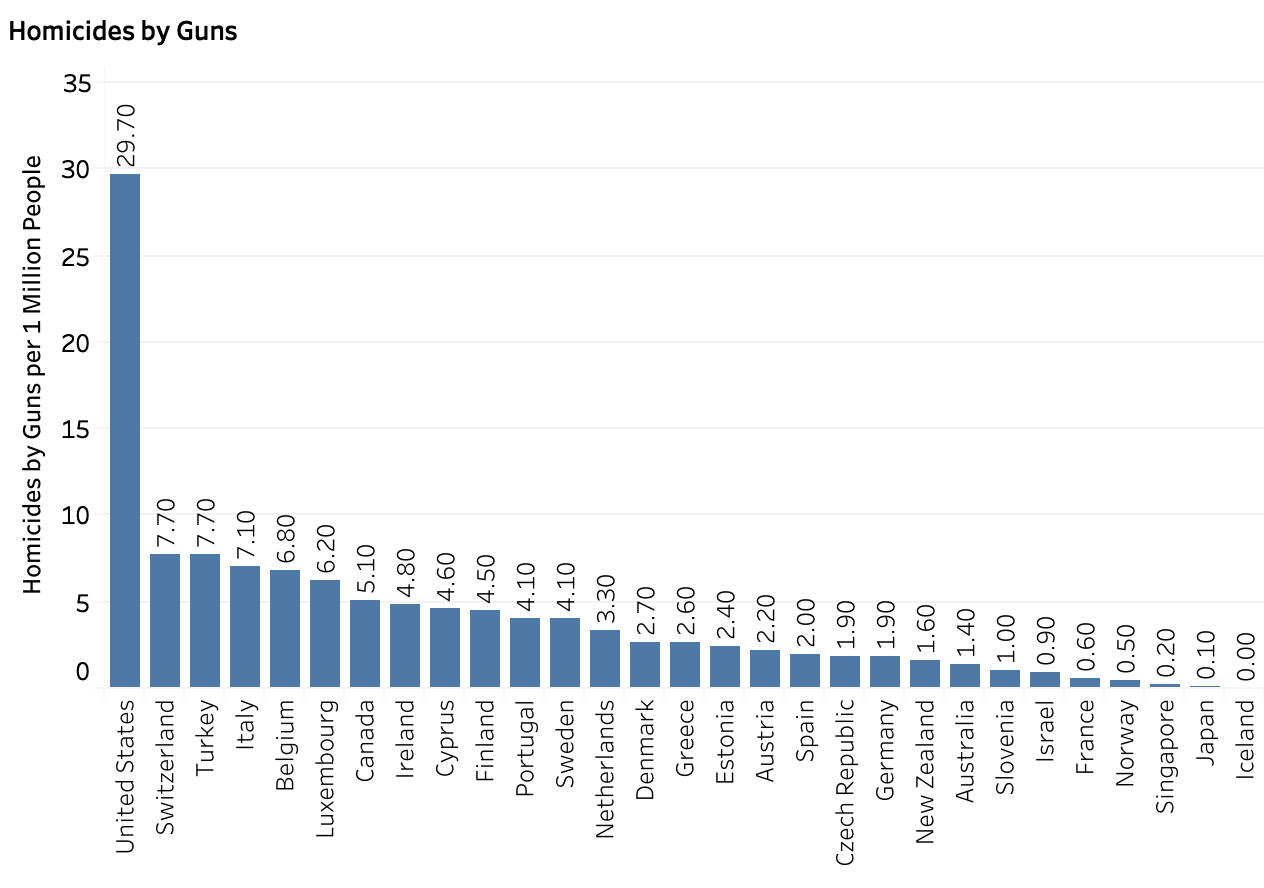 Homicides by Guns
Homicides by Guns per 1 Million People
35
30
25
20
15
10
5
0
29.70
7.70
7.70
7.10
6.80
6.20
5.10
4.80
4.60
4.50
4.10
4.10
3.30
2.70
2.60
2.40
2.20
2.00
1.90
1.90
1.60
1.40
1.00
0.90
0.60
0.50
0.20
0.10
0.00
United States
Switzerland
Turkey
Italy
Belgium
Luxembourg
Canada
Ireland
Cyprus
Finland
Portugal
Sweden
Netherlands
Denmark
Greece
Estonia
Austria
Spain
Czech Republic
Germany
New Zealand
Australia
Slovenia
Israel
France
Norway
Singapore
Japan
Iceland